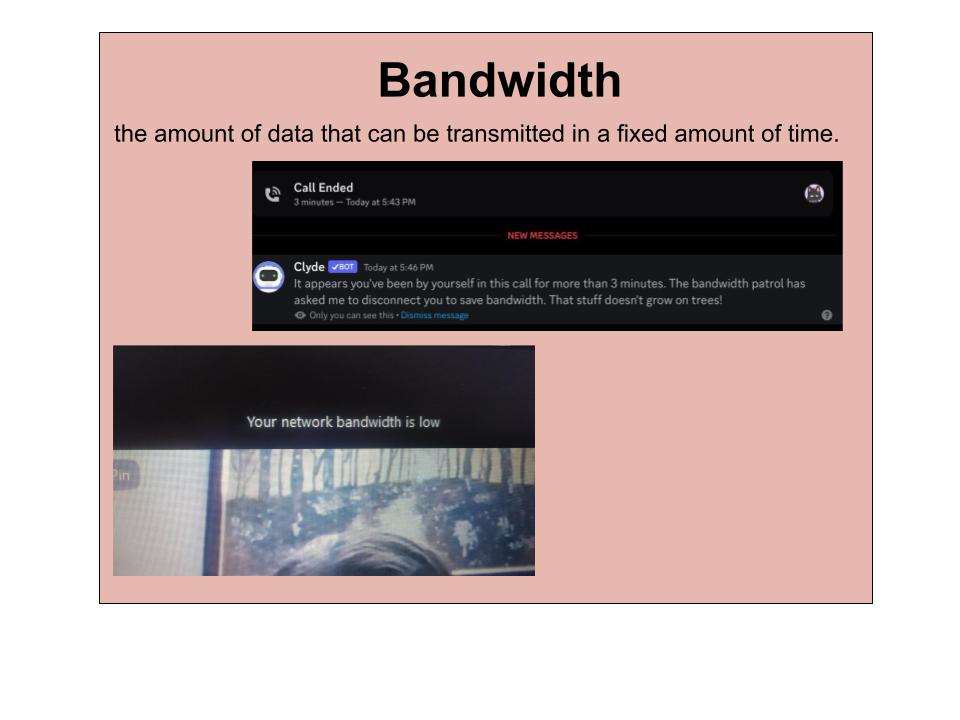 Bandwidth
the amount of data that can be transmitted in a fixed amount of time.
Call Ended
3 minutes — Today at 5:43 PM
NEW MESSAGES
Clyde ✓BOT Today at 5:46 PM
It appears you've been by yourself in this call for more than 3 minutes. The bandwidth patrol has
asked me to disconnect you to save bandwidth. That stuff doesn't grow on trees!
Only you can see this • Dismiss message
Your network bandwidth is low
Pin